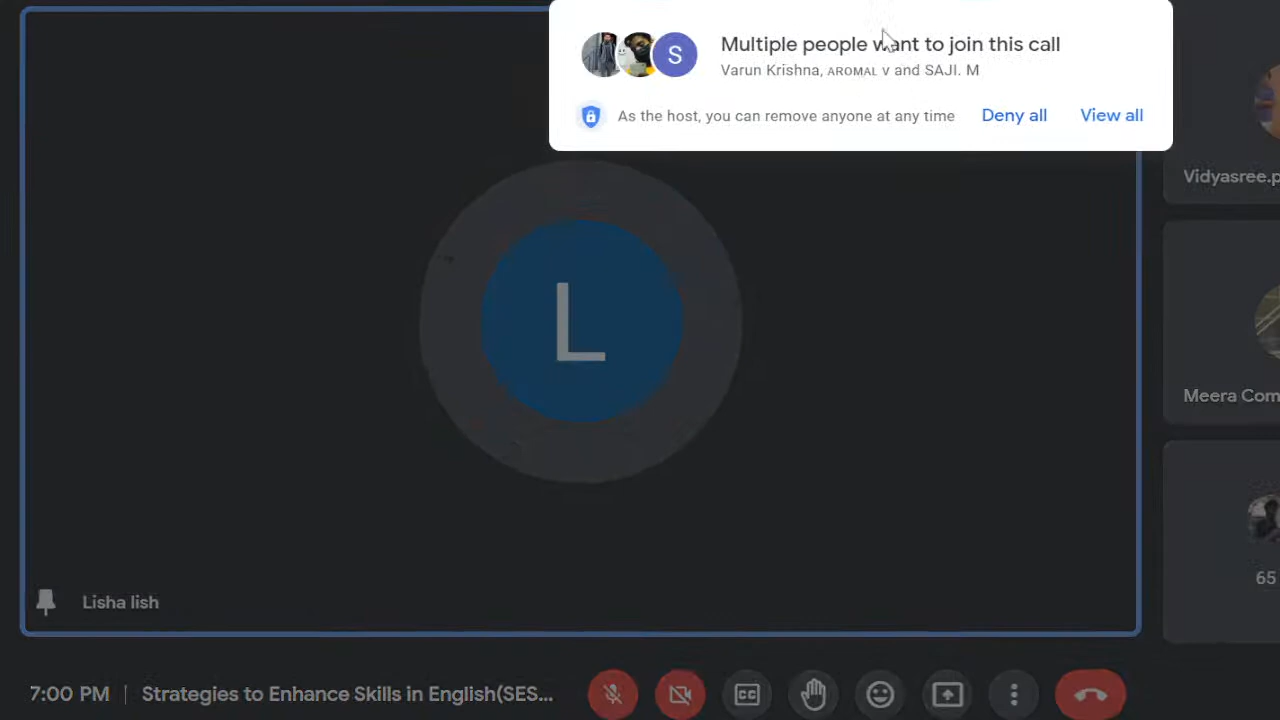 S
Multiple people want to join this call
Varun Krishna, ᴀʀᴏᴍᴀʟ ᴠ and SAJI. M
As the host, you can remove anyone at any time
Deny all
View all
L
Vidyasree.p
Meera Com
65
Lisha lish
7:00 PM | Strategies to Enhance Skills in English(SES...
CC